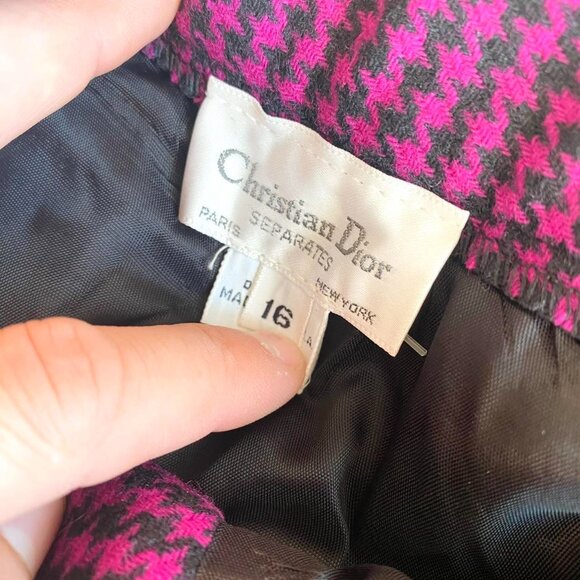 Christian Dior
SEPARATES
PARIS NEW YORK
16